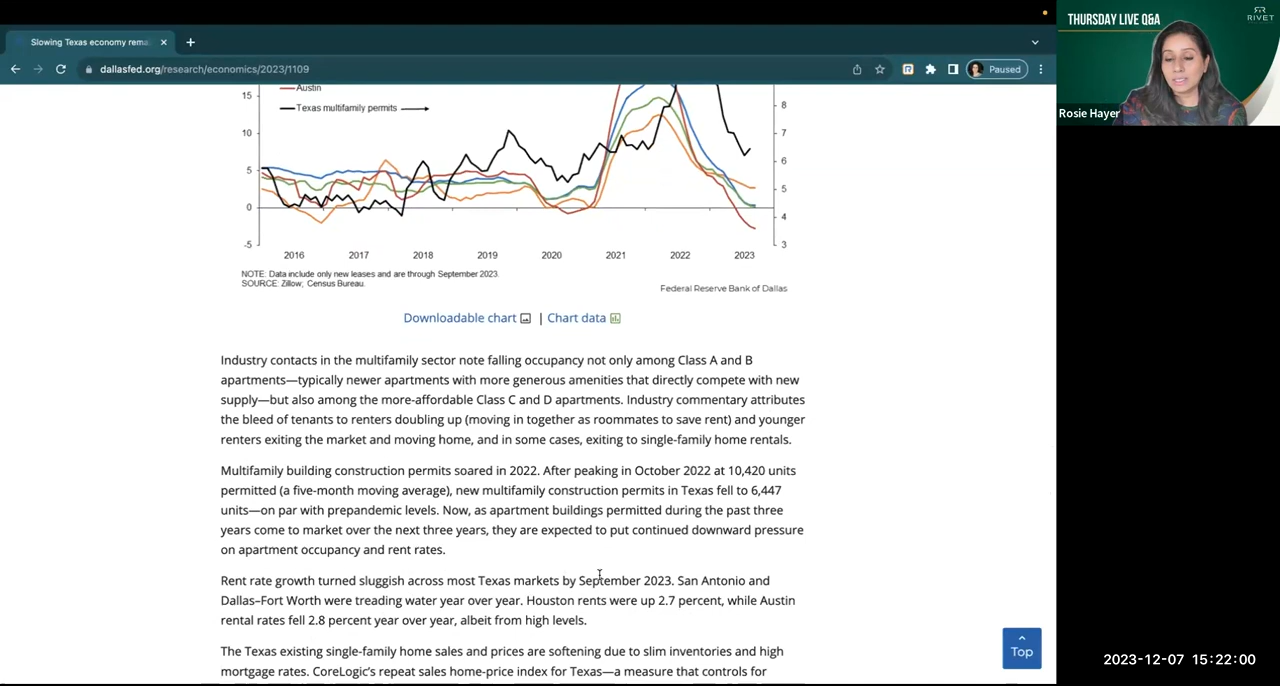 Slowing Texas economy rema
dallasfed.org/research/economics/2023/1109
Paused
THURSDAY LIVE Q&A
RIVET
Rosie Hayer
Austin
Texas multifamily permits
15
10
5
0
-5
8
7
6
5
4
3
2016 2017 2018 2019 2020 2021 2022 2023
NOTE: Data include only new leases and are through September 2023.
SOURCE: Zillow; Census Bureau.
Federal Reserve Bank of Dallas
Downloadable chart | Chart data
Industry contacts in the multifamily sector note falling occupancy not only among Class A and B
apartments—typically newer apartments with more generous amenities that directly compete with new
supply—but also among the more-affordable Class C and D apartments. Industry commentary attributes
the bleed of tenants to renters doubling up (moving in together as roommates to save rent) and younger
renters exiting the market and moving home, and in some cases, exiting to single-family home rentals.
Multifamily building construction permits soared in 2022. After peaking in October 2022 at 10,420 units
permitted (a five-month moving average), new multifamily construction permits in Texas fell to 6,447
units—on par with prepandemic levels. Now, as apartment buildings permitted during the past three
years come to market over the next three years, they are expected to put continued downward pressure
on apartment occupancy and rent rates.
Rent rate growth turned sluggish across most Texas markets by September 2023. San Antonio and
Dallas–Fort Worth were treading water year over year. Houston rents were up 2.7 percent, while Austin
rental rates fell 2.8 percent year over year, albeit from high levels.
The Texas existing single-family home sales and prices are softening due to slim inventories and high
mortgage rates. CoreLogic's repeat sales home-price index for Texas—a measure that controls for
Top
2023-12-07 15:22:00